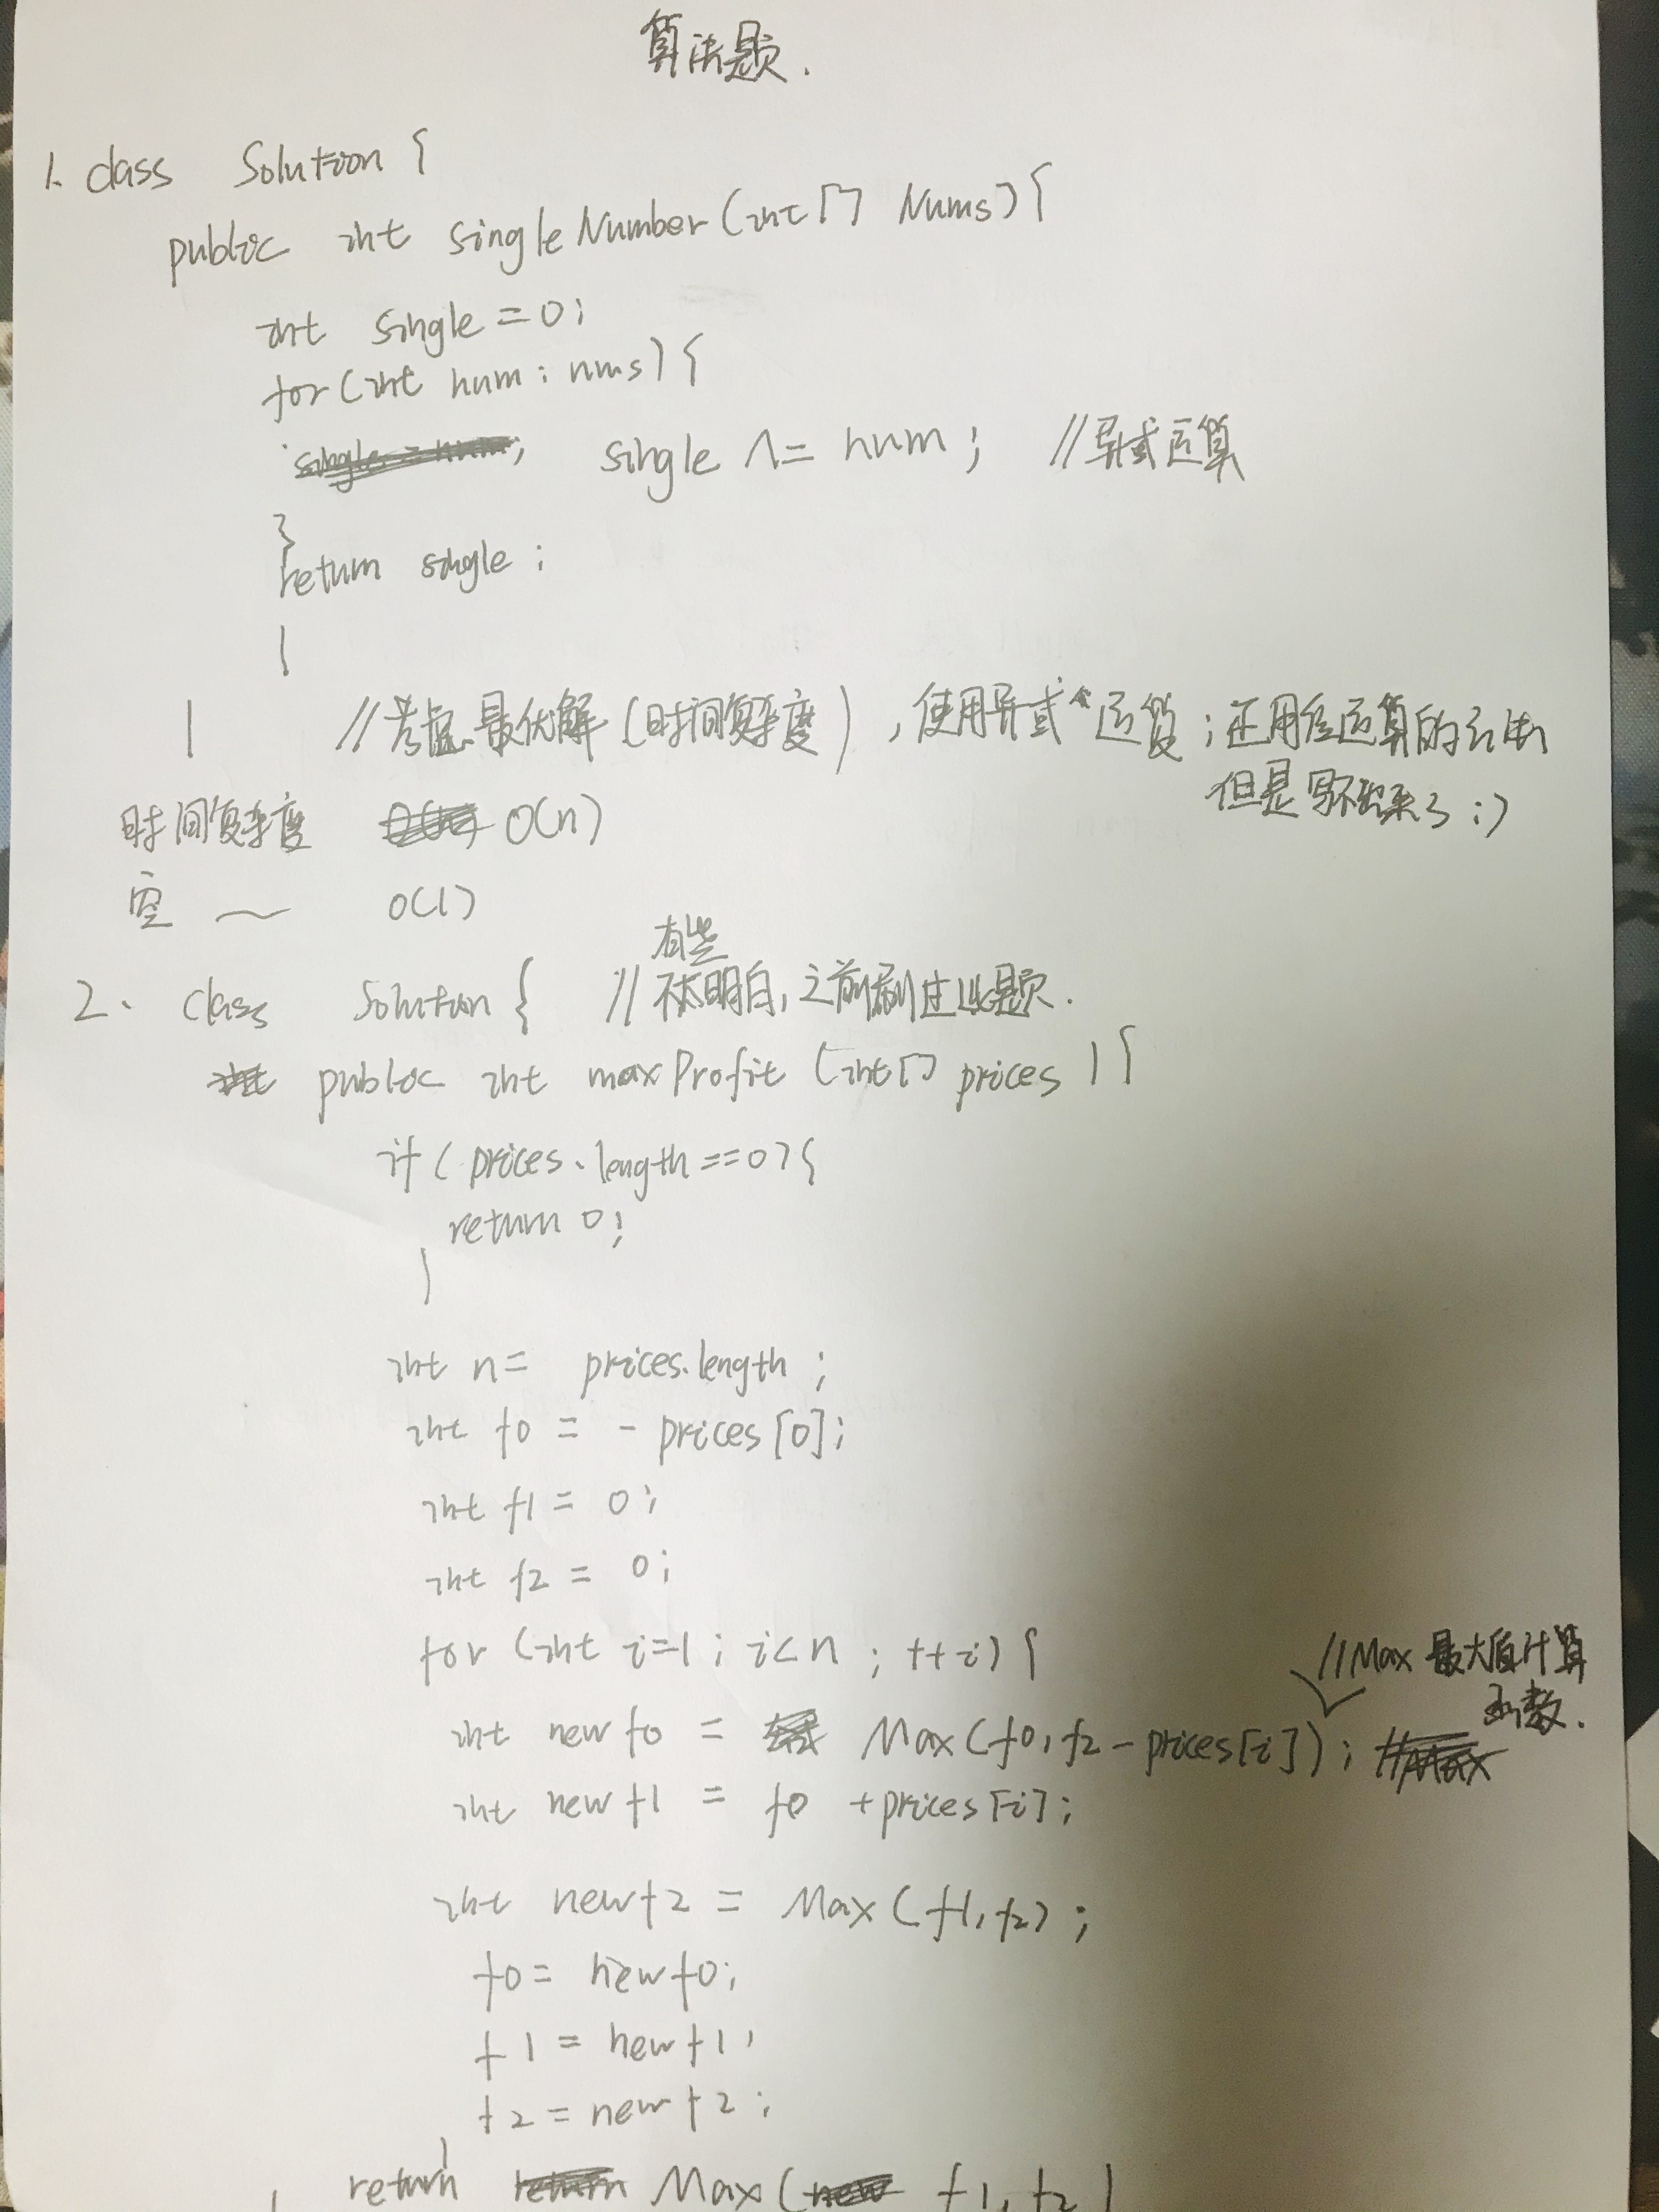 算法题.
1. class Solution {
public int singleNumber(int[] Nums){
int single=0;
for(int num: nms){
single ^= num; //异或运算
}
return single;
}
} //考虑最优解(时间复杂度),使用异或^运算;还用位运算的方法
但是写不出来了:)
时间复杂度 O(n)
空 ~ O(1)
有些
2. class Solution { //不太明白,之前刷过此题.
public int maxProfit (int[] prices){
if(prices.length==0){
return 0;
}
int n= prices.length;
int f0 = - prices[0];
int f1 = 0;
int f2 = 0;
for (int i=1; i<n; ++i){ //Max 最大值计算
函数.
int newf0 = Max(f0,f2-prices[i]);
int newf1 = f0 +prices[i];
int newf2 = Max(f1,f2);
f0= newf0;
f1=newf1;
f2=newf2;
}
return Max(f1,f2)
}